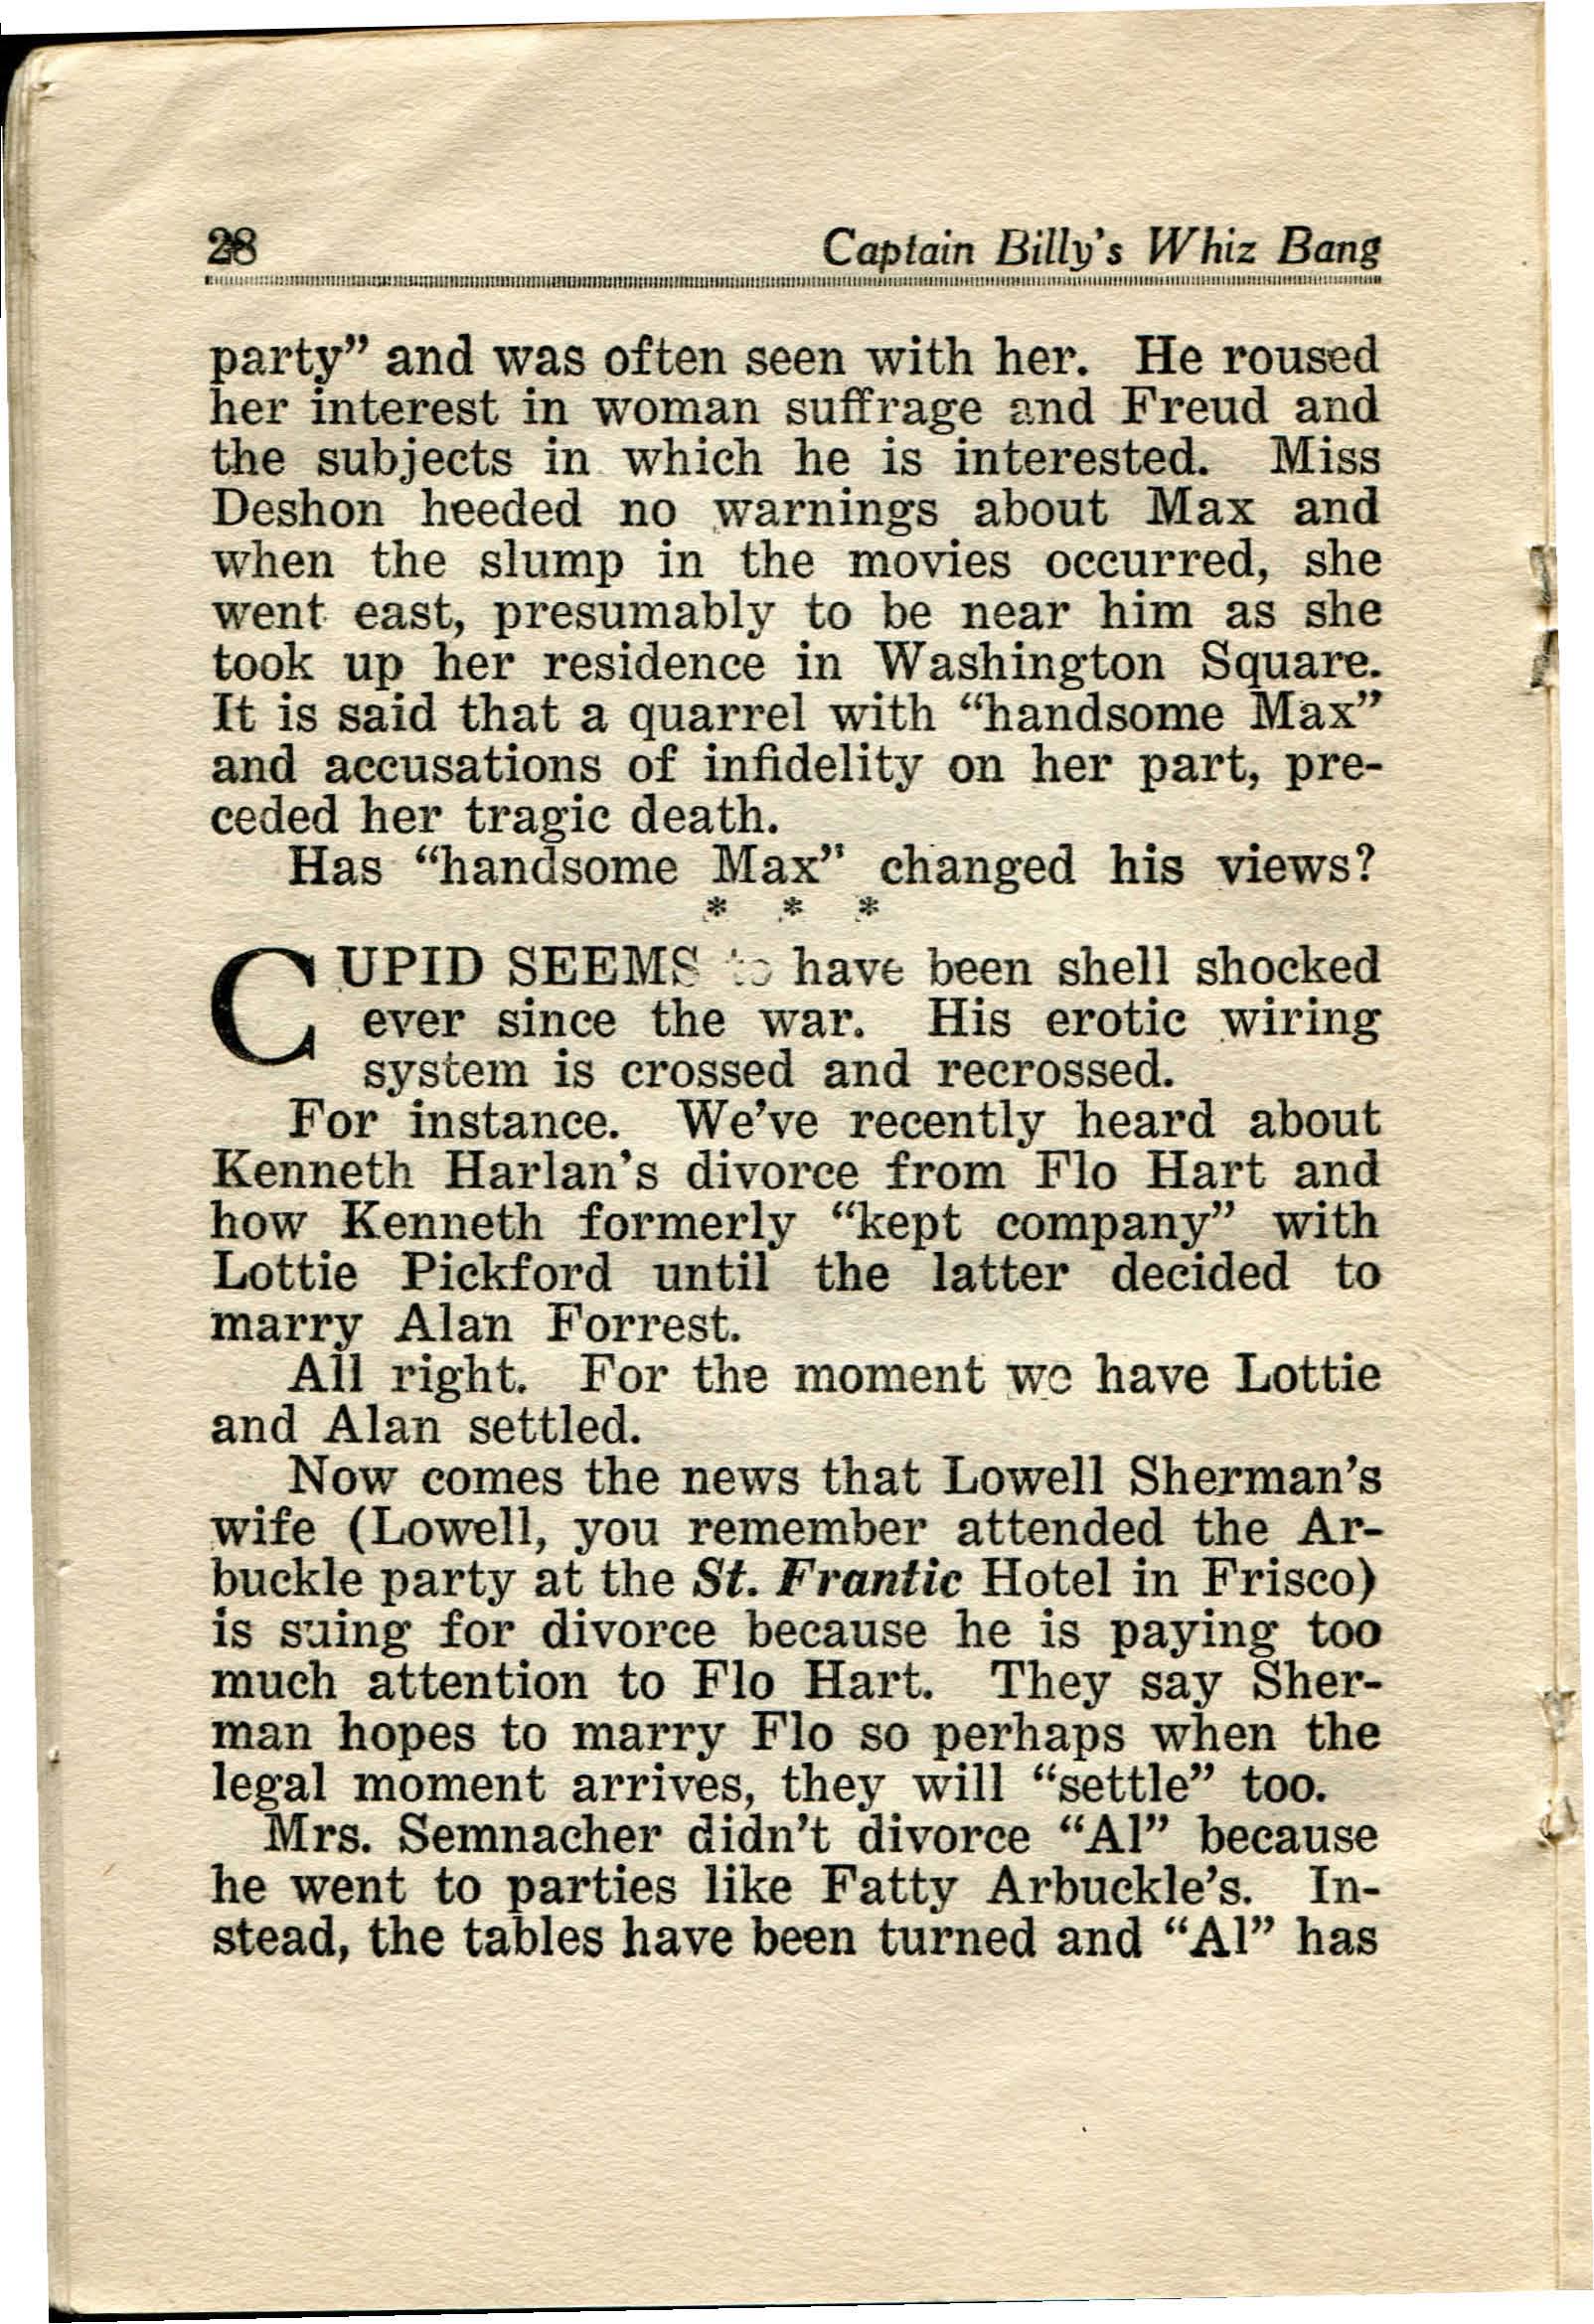 28 Captain Billy's Whiz Bang
party” and was often seen with her. He roused
her interest in woman suffrage and Freud and
the subjects in which he is interested. Miss
Deshon heeded no warnings about Max and
when the slump in the movies occurred, she
went east, presumably to be near him as she
took up her residence in Washington Square.
It is said that a quarrel with “handsome Max”
and accusations of infidelity on her part, pre-
ceded her tragic death.
Has “handsome Max” changed his views?
* * *
CUPID SEEMS to have been shell shocked
ever since the war. His erotic wiring
system is crossed and recrossed.
For instance. We've recently heard about
Kenneth Harlan's divorce from Flo Hart and
how Kenneth formerly “kept company” with
Lottie Pickford until the latter decided to
marry Alan Forrest.
All right. For the moment we have Lottie
and Alan settled.
Now comes the news that Lowell Sherman's
wife (Lowell, you remember attended the Ar-
buckle party at the St. Frantic Hotel in Frisco)
is suing for divorce because he is paying too
much attention to Flo Hart. They say Sher-
man hopes to marry Flo so perhaps when the
legal moment arrives, they will “settle” too.
Mrs. Semnacher didn't divorce “Al” because
he went to parties like Fatty Arbuckle's. In-
stead, the tables have been turned and “Al” has